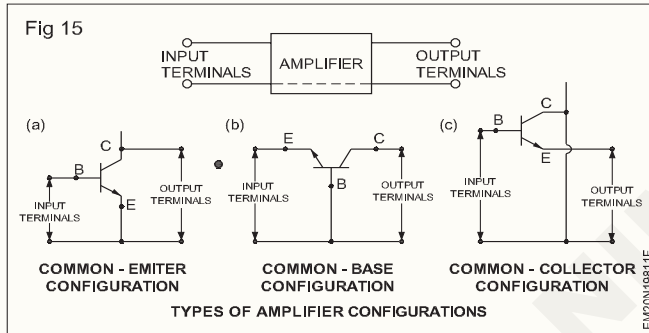 Fig 15
INPUT
TERMINALS
AMPLIFIER
OUTPUT
TERMINALS
(a)
C
B
E
INPUT
TERMINALS
OUTPUT
TERMINALS
COMMON - EMITER
CONFIGURATION
(b)
E
C
B
INPUT
TERMINALS
OUTPUT
TERMINALS
COMMON - BASE
CONFIGURATION
(c)
C
B
E
INPUT
TERMINALS
OUTPUT
TERMINALS
COMMON - COLLECTOR
CONFIGURATION
TYPES OF AMPLIFIER CONFIGURATIONS
EM20N19811F